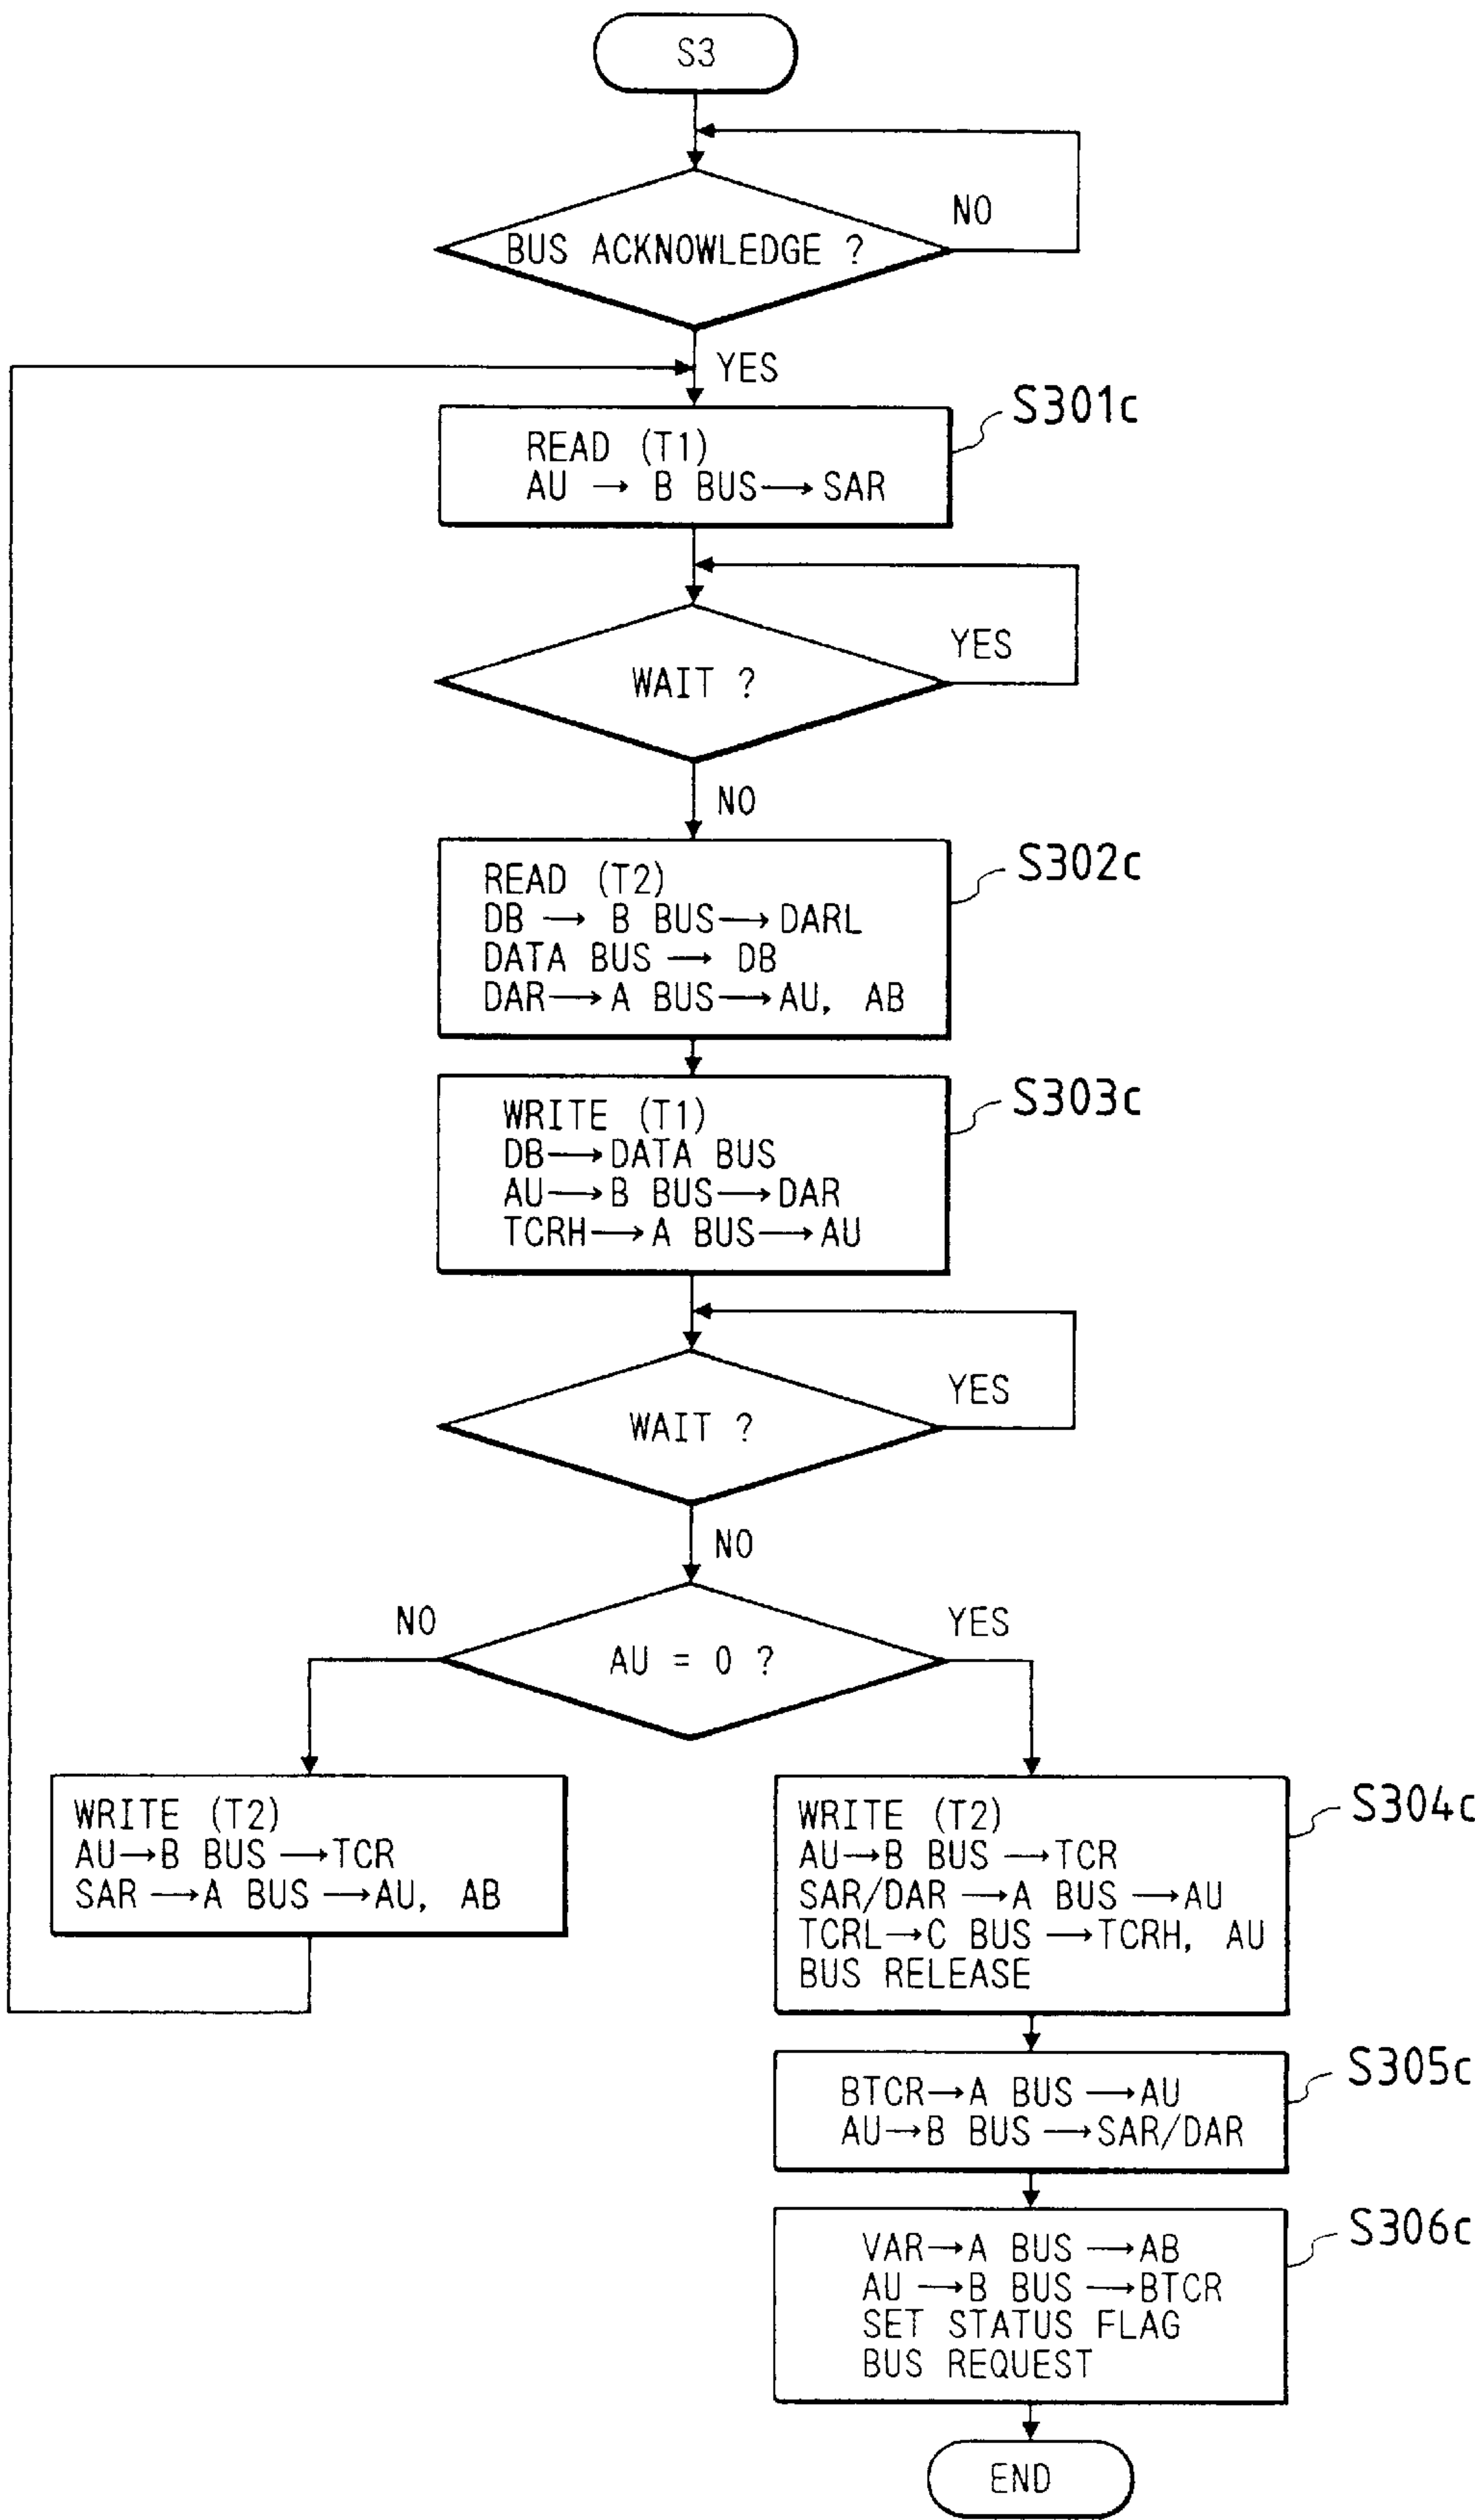 S3
NO
BUS ACKNOWLEDGE ?
YES
S301c
READ (T1)
AU → B BUS → SAR
YES
WAIT ?
NO
S302c
READ (T2)
DB → B BUS → DARL
DATA BUS → DB
DAR → A BUS → AU, AB
S303c
WRITE (T1)
DB → DATA BUS
AU → B BUS → DAR
TCRH → A BUS → AU
YES
WAIT ?
NO
NO
YES
AU = 0 ?
WRITE (T2)
AU → B BUS → TCR
SAR → A BUS → AU, AB
S304c
WRITE (T2)
AU → B BUS → TCR
SAR/DAR → A BUS → AU
TCRL → C BUS → TCRH, AU
BUS RELEASE
S305c
BTCR → A BUS → AU
AU → B BUS → SAR/DAR
S306c
VAR → A BUS → AB
AU → B BUS → BTCR
SET STATUS FLAG
BUS REQUEST
END